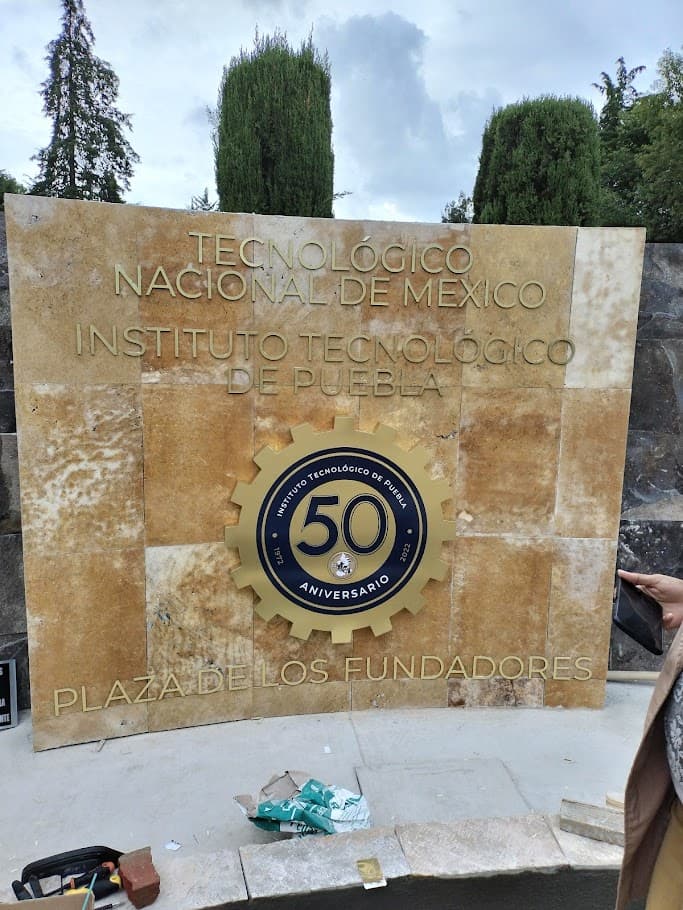 TECNOLÓGICO
NACIONAL DE MÉXICO
INSTITUTO TECNOLÓGICO
DE PUEBLA
INSTITUTO TECNOLÓGICO DE PUEBLA
50
1972
2022
ANIVERSARIO
PLAZA DE LOS FUNDADORES